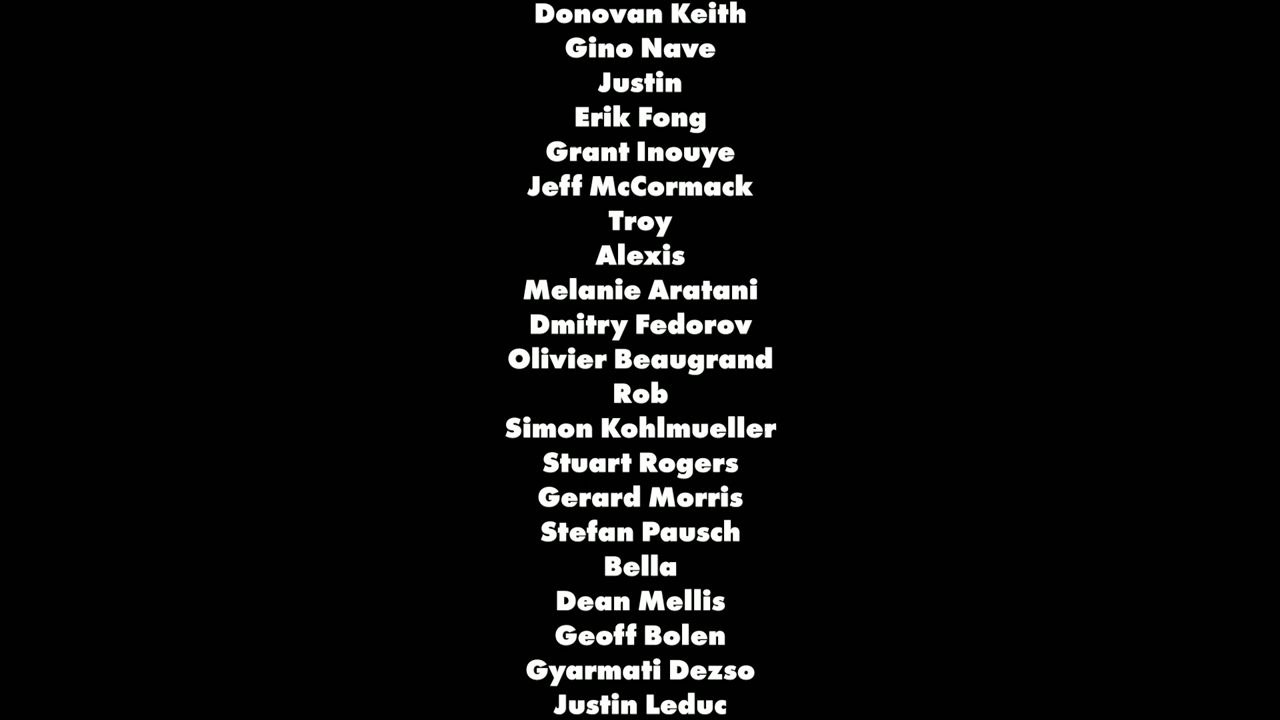 Donovan Keith
Gino Nave
Justin
Erik Fong
Grant Inouye
Jeff McCormack
Troy
Alexis
Melanie Aratani
Dmitry Fedorov
Olivier Beaugrand
Rob
Simon Kohlmueller
Stuart Rogers
Gerard Morris
Stefan Pausch
Bella
Dean Mellis
Geoff Bolen
Gyarmati Dezso
Justin Leduc